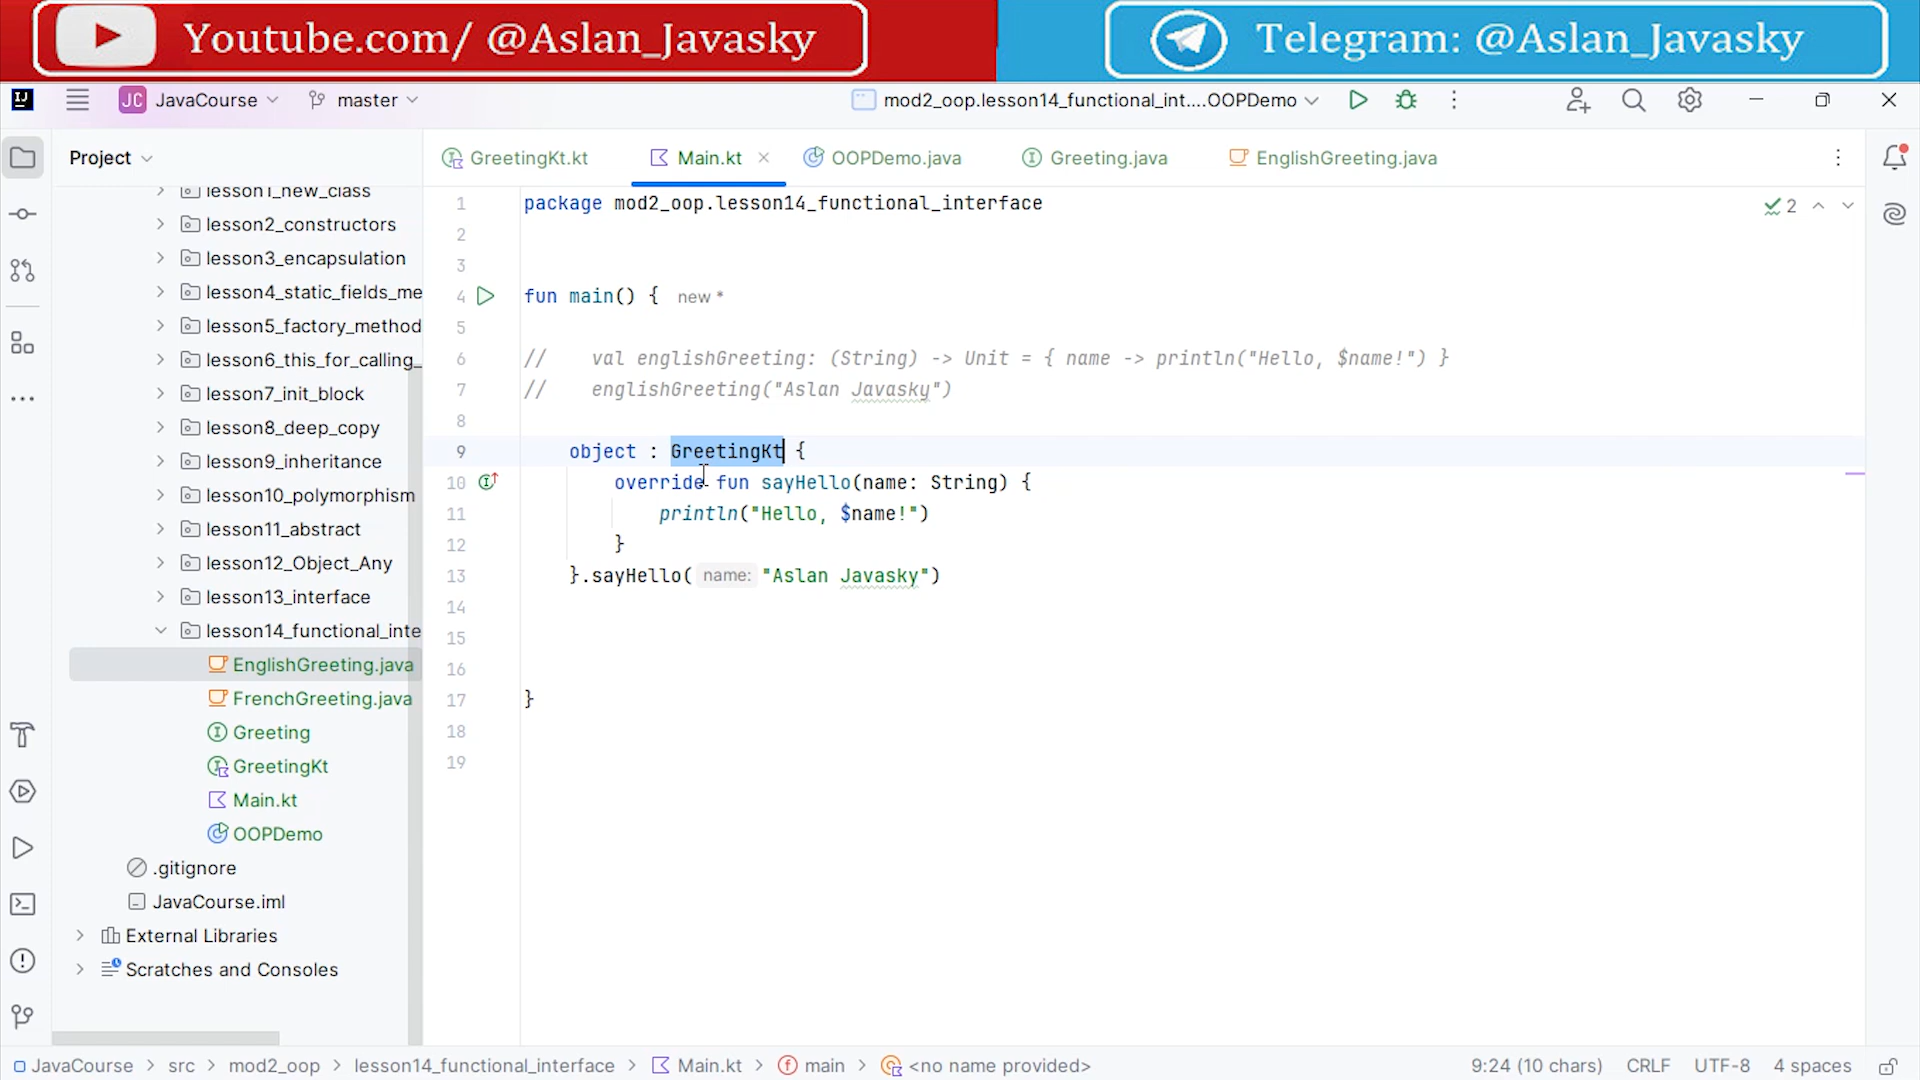 Youtube.com/ @Aslan_Javasky
Telegram: @Aslan_Javasky
JC JavaCourse
master
mod2_oop.lesson14_functional_int....OOPDemo
Project
GreetingKt.kt
Main.kt
OOPDemo.java
Greeting.java
EnglishGreeting.java
lesson1_new_class
lesson2_constructors
lesson3_encapsulation
lesson4_static_fields_me
lesson5_factory_method
lesson6_this_for_calling_
lesson7_init_block
lesson8_deep_copy
lesson9_inheritance
lesson10_polymorphism
lesson11_abstract
lesson12_Object_Any
lesson13_interface
lesson14_functional_inte
EnglishGreeting.java
FrenchGreeting.java
Greeting
GreetingKt
Main.kt
OOPDemo
.gitignore
JavaCourse.iml
External Libraries
Scratches and Consoles
1 package mod2_oop.lesson14_functional_interface
2
3
4 fun main() { new *
5
6 // val englishGreeting: (String) -> Unit = { name -> println("Hello, $name!") }
7 // englishGreeting("Aslan Javasky")
8
9 object : GreetingKt {
10 override fun sayHello(name: String) {
11 println("Hello, $name!")
12 }
13 }.sayHello( name: "Aslan Javasky")
14
15
16
17 }
18
19
2
JavaCourse > src > mod2_oop > lesson14_functional_interface > Main.kt > main > <no name provided>
9:24 (10 chars)
CRLF
UTF-8
4 spaces